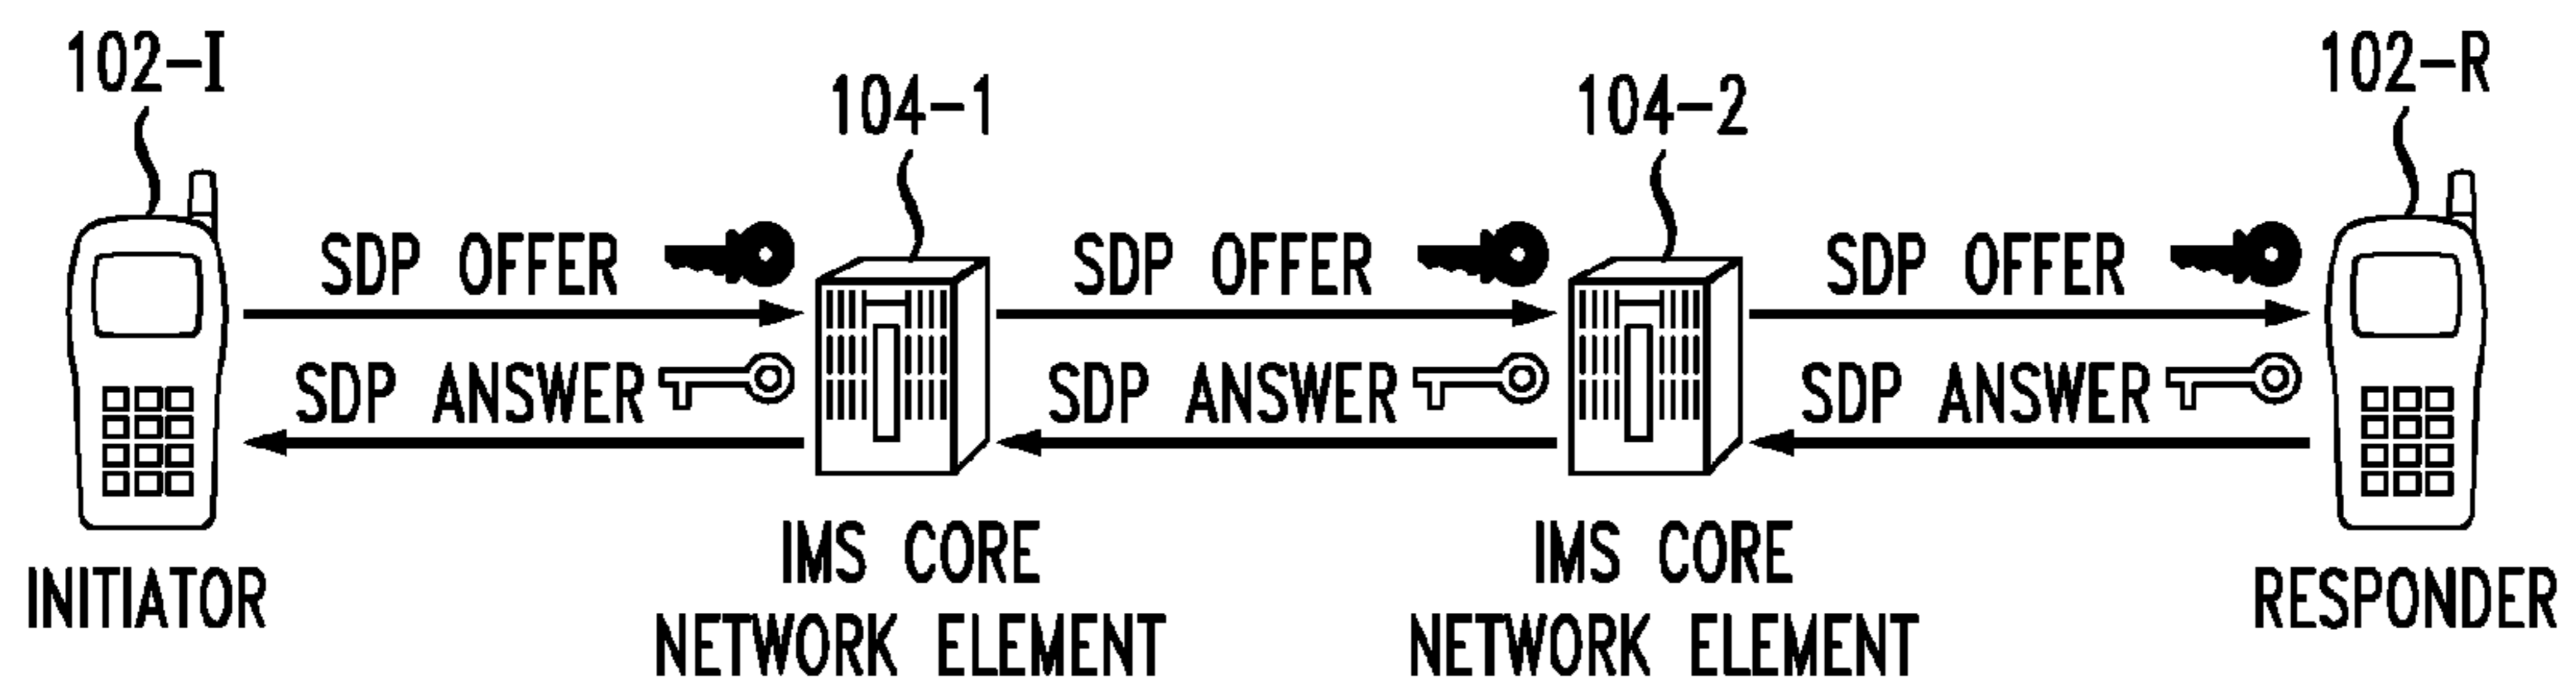 102-I
104-1
104-2
102-R
SDP OFFER
SDP OFFER
SDP OFFER
SDP ANSWER
SDP ANSWER
SDP ANSWER
INITIATOR
IMS CORE
NETWORK ELEMENT
IMS CORE
NETWORK ELEMENT
RESPONDER